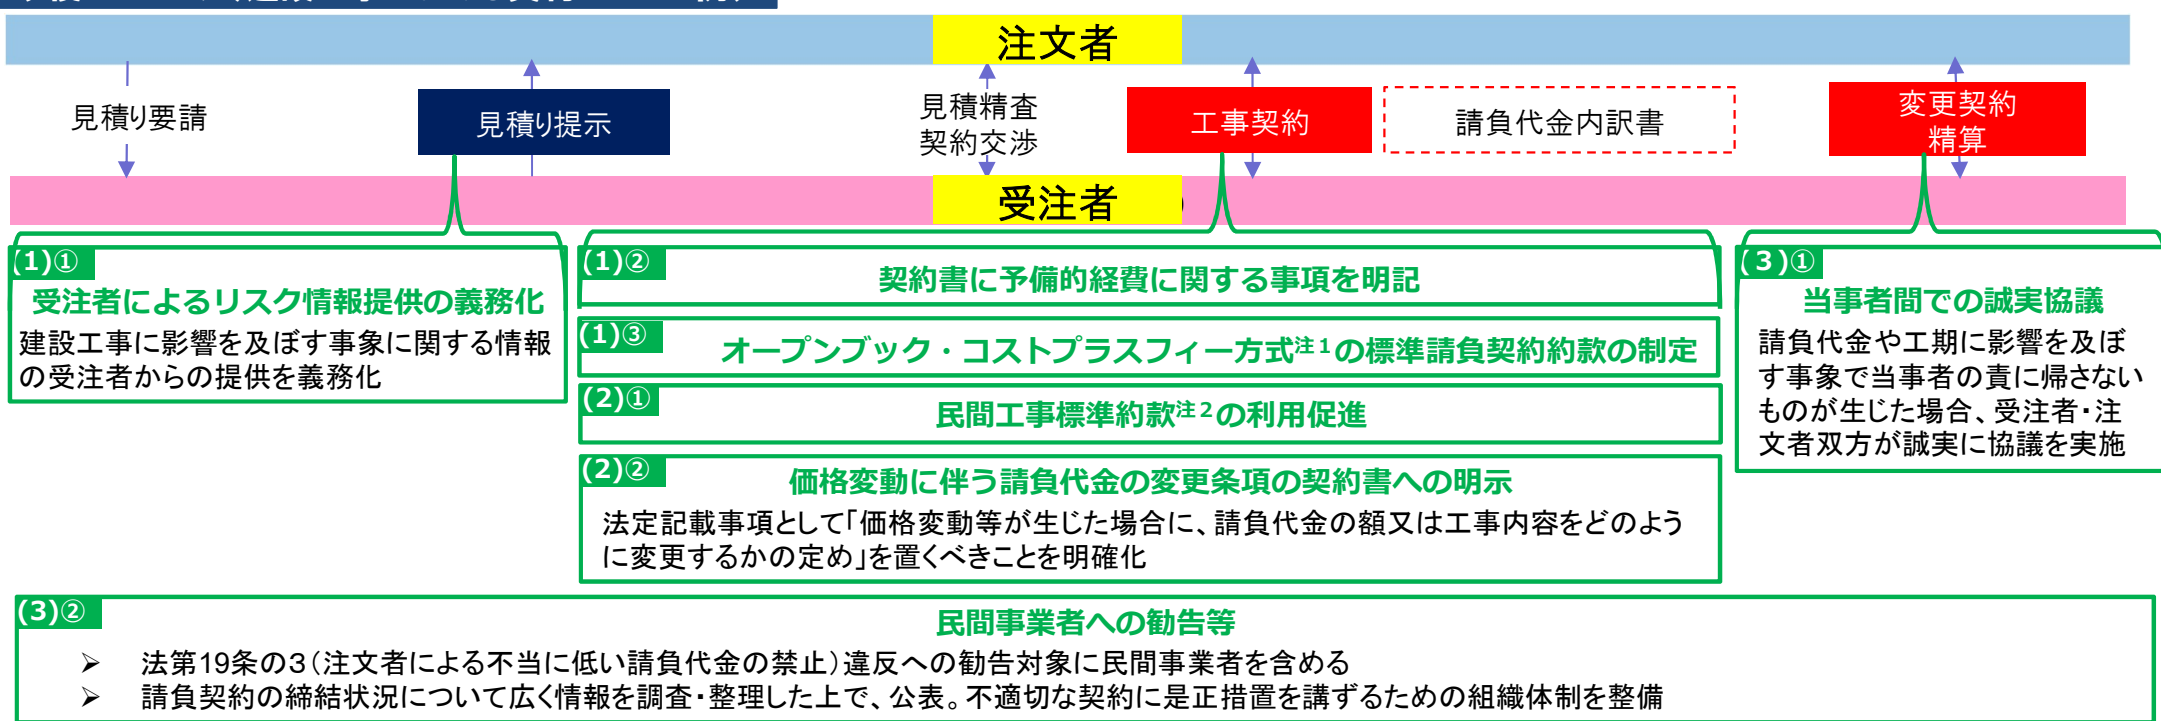 注文者
見積り要請
見積り提示
見積精査
契約交渉
工事契約
請負代金内訳書
変更契約
精算
受注者
(1)①
受注者によるリスク情報提供の義務化
建設工事に影響を及ぼす事象に関する情報
の受注者からの提供を義務化
(1)②
契約書に予備的経費に関する事項を明記
(1)③
オープンブック・コストプラスフィー方式注1の標準請負契約約款の制定
(2)①
民間工事標準約款注2の利用促進
(2)②
価格変動に伴う請負代金の変更条項の契約書への明示
法定記載事項として「価格変動等が生じた場合に、請負代金の額又は工事内容をどのよう
に変更するかの定め」を置くべきことを明確化
(3)①
当事者間での誠実協議
請負代金や工期に影響を及ぼ
す事象で当事者の責に帰さない
ものが生じた場合、受注者・注
文者双方が誠実に協議を実施
(3)②
民間事業者への勧告等
➢ 法第19条の3(注文者による不当に低い請負代金の禁止)違反への勧告対象に民間事業者を含める
➢ 請負契約の締結状況について広く情報を調査・整理した上で、公表。不適切な契約に是正措置を講ずるための組織体制を整備